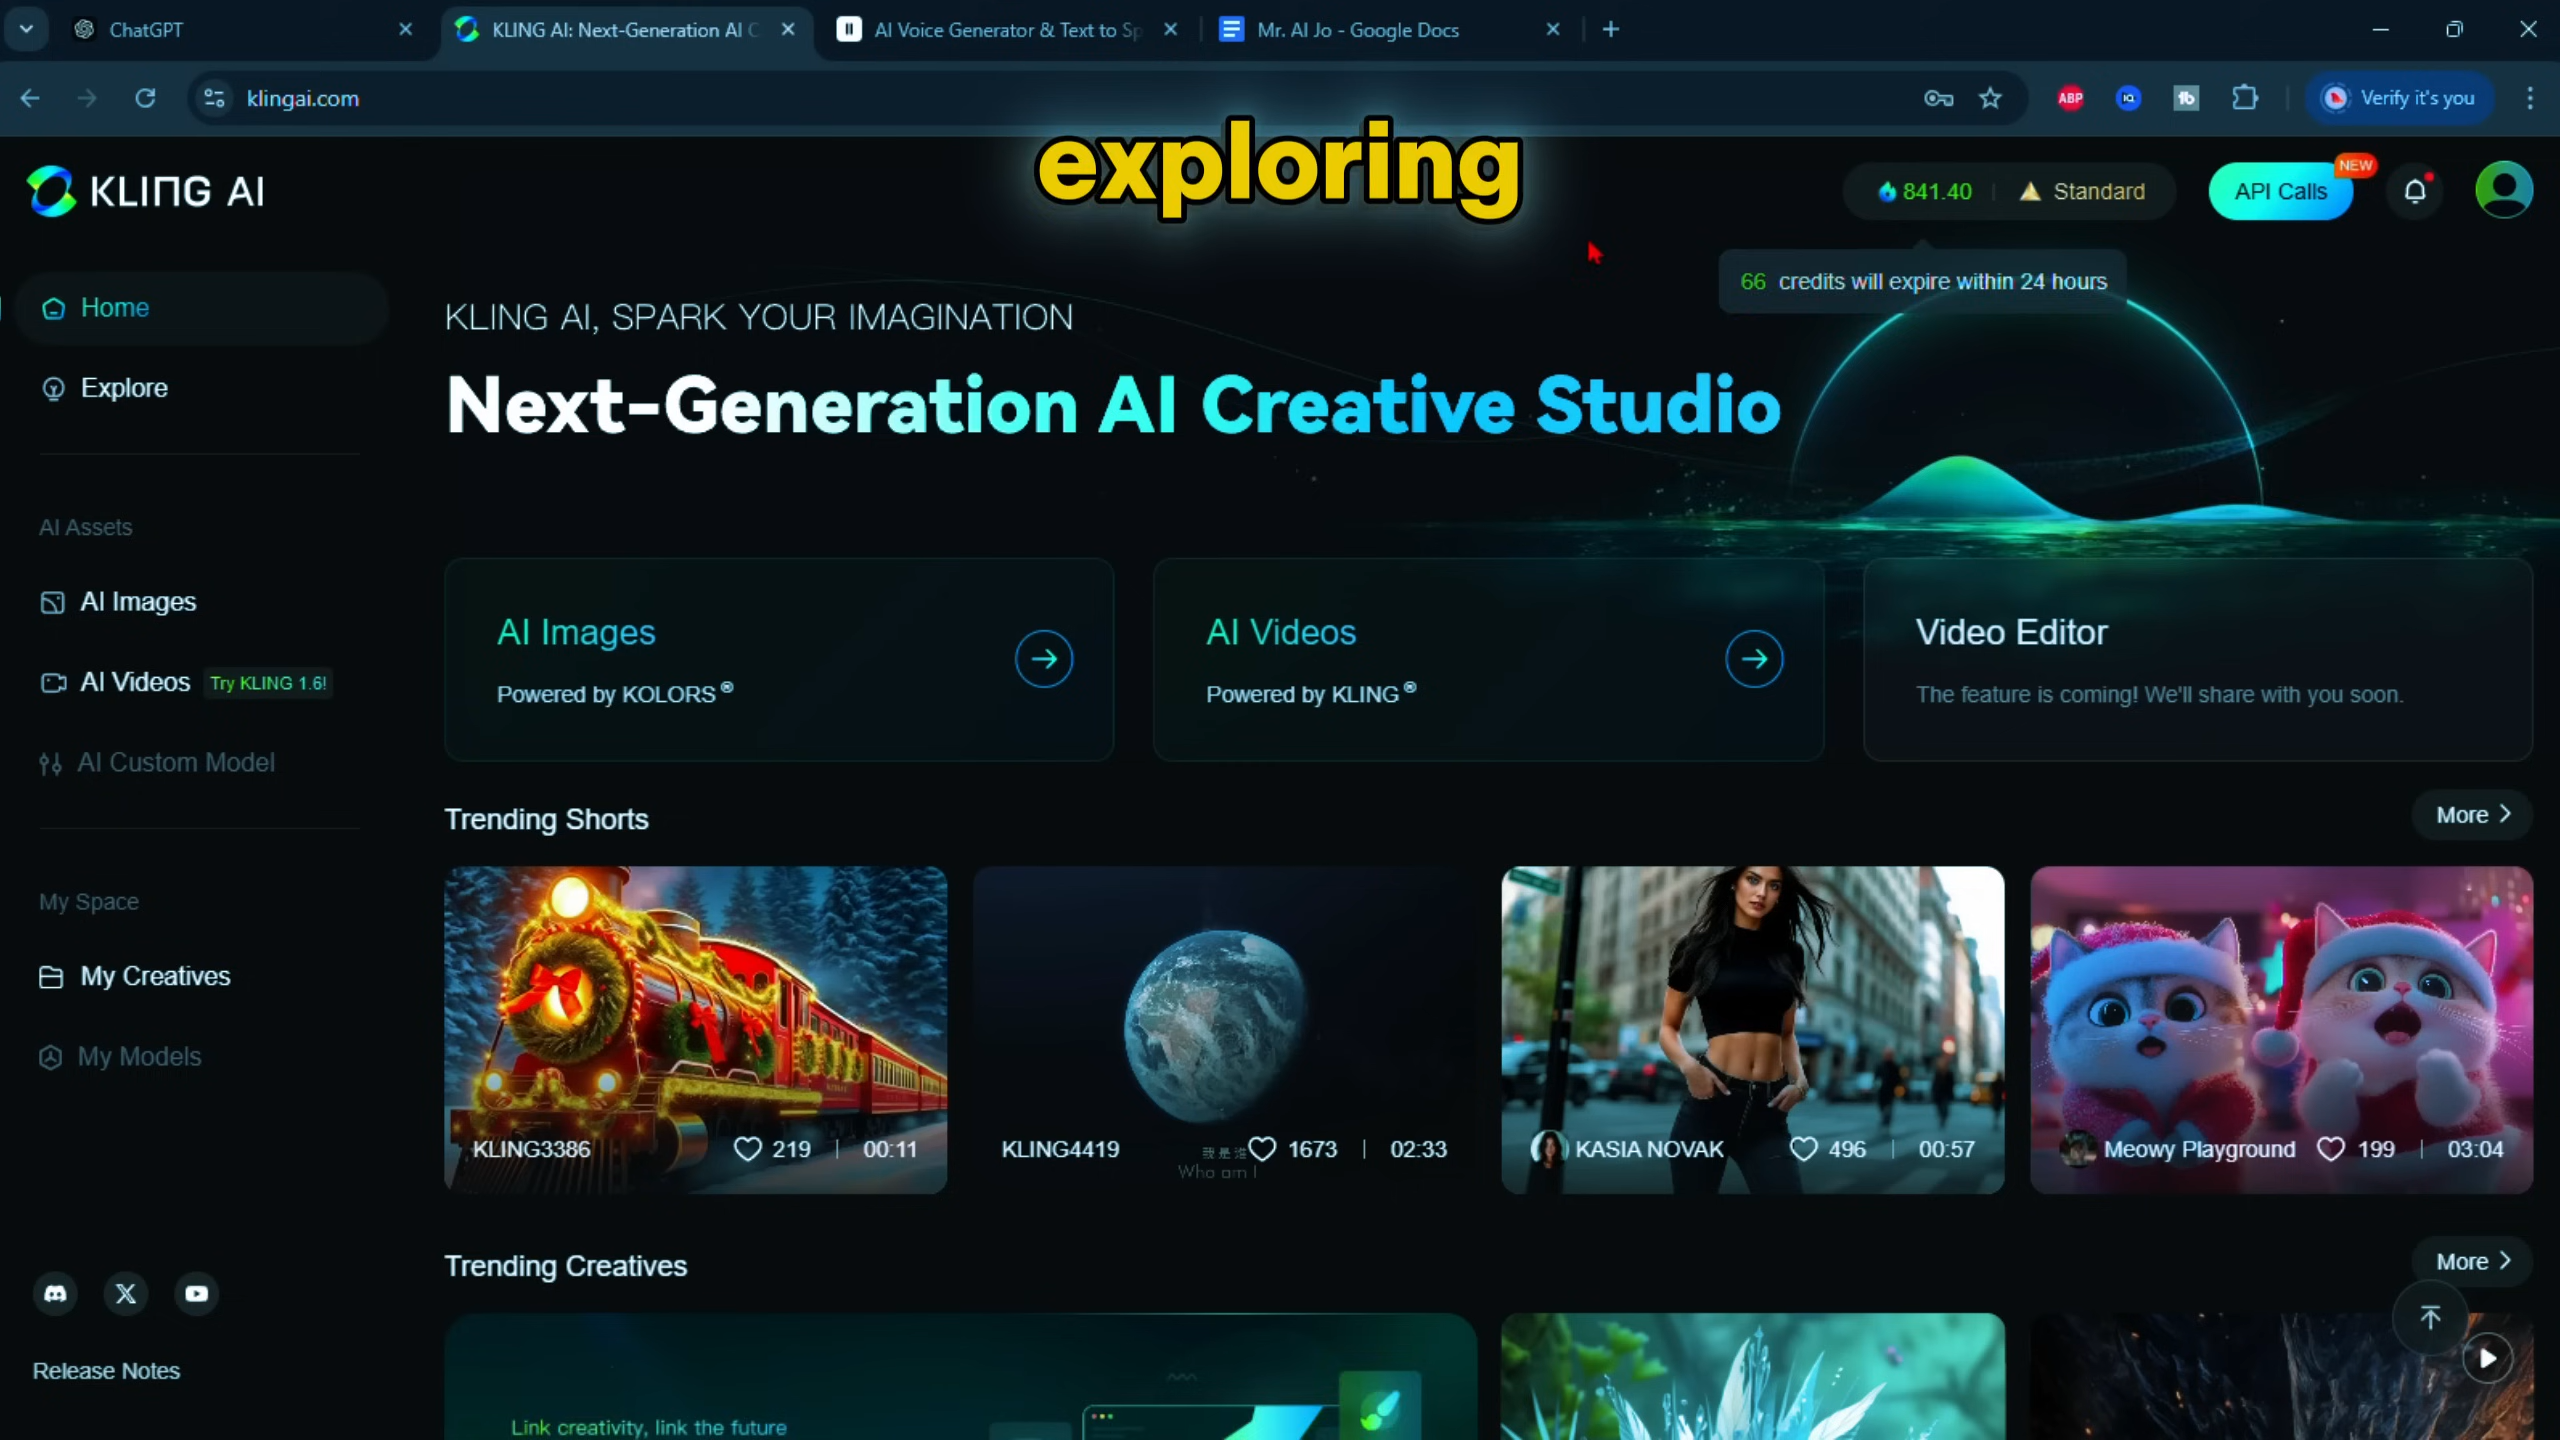 ChatGPT
KLING AI: Next-Generation AI C
AI Voice Generator & Text to Sp
Mr. AI Jo - Google Docs
klingai.com
ABP
IQ
tb
Verify it's you
exploring
KLING AI
841.40
Standard
API Calls
NEW
66 credits will expire within 24 hours
Home
Explore
AI Assets
AI Images
AI Videos
Try KLING 1.6!
AI Custom Model
My Space
My Creatives
My Models
Release Notes
KLING AI, SPARK YOUR IMAGINATION
Next-Generation AI Creative Studio
AI Images
Powered by KOLORS ®
AI Videos
Powered by KLING ®
Video Editor
The feature is coming! We'll share with you soon.
Trending Shorts
More
KLING3386
219
00:11
KLING4419
我是谁
Who am I
1673
02:33
KASIA NOVAK
496
00:57
Meowy Playground
199
03:04
Trending Creatives
More
Link creativity, link the future